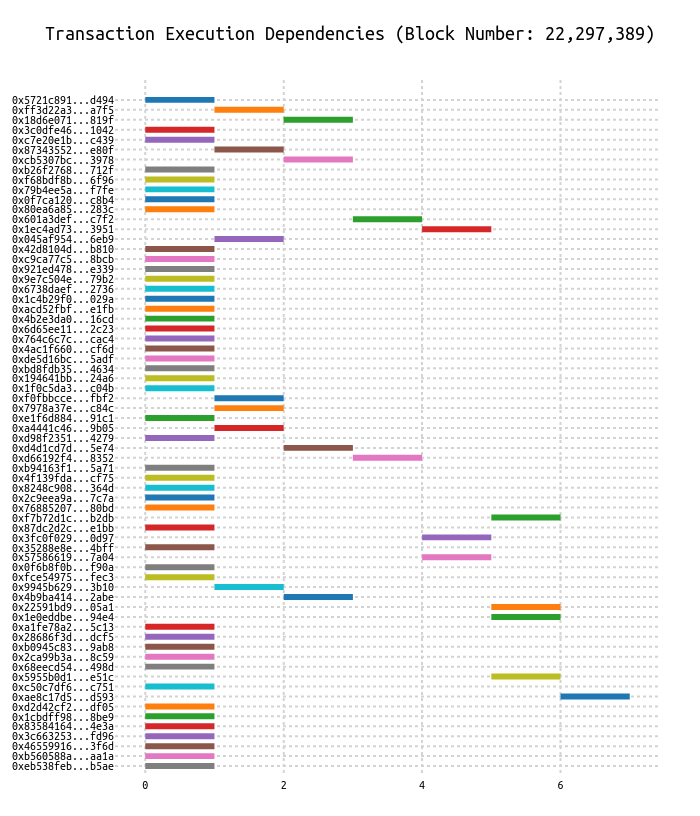 Transaction Execution Dependencies (Block Number: 22,297,389)
0x5721c891...d494
0xff3d22a3...a7f5
0x18d6e071...819f
0x3c0dfe46...1042
0xc7e20e1b...c439
0x87343552...e80f
0xcb5307bc...3978
0xb26f2768...712f
0xf68bdf8b...6f96
0x79b4ee5a...f7fe
0x0f7ca120...c8b4
0x80ea6a85...283c
0x601a3def...c7f2
0x1ec4ad73...3951
0x045af954...6eb9
0x42d8104d...b810
0xc9ca77c5...8bcb
0x921ed478...e339
0x9e7c504e...79b2
0x6738daef...2736
0x1c4b29f0...029a
0xacd52fbf...e1fb
0x4b2e3da0...16cd
0x6d65ee11...2c23
0x764c6c7c...cac4
0x4ac1f660...cf6d
0xde5d16bc...5adf
0xbd8fdb35...4634
0x194641bb...24a6
0x1f0c5da3...c04b
0xf0fbbcce...fbf2
0x7978a37e...c84c
0xe1f6d884...91c1
0xa4441c46...9b05
0xd98f2351...4279
0xd4d1cd7d...5e74
0xd66192f4...8352
0xb94163f1...5a71
0x4f139fda...cf75
0x8248c908...364d
0x2c9eea9a...7c7a
0x76885207...80bd
0xf7b72d1c...b2db
0x87dc2d2c...e1bb
0x3fc0f029...0d97
0x35288e8e...4bff
0x57586619...7a04
0x0f6b8f0b...f90a
0xfce54975...fec3
0x9945b629...3b10
0x4b9ba414...2abe
0x22591bd9...05a1
0x1e0eddbe...94e4
0xa1fe78a2...5c13
0x28686f3d...dcf5
0xb0945c83...9ab8
0x2ca99b3a...8c59
0x68eecd54...498d
0x5955b0d1...e51c
0xc50c7df6...c751
0xae8c17d5...d593
0xd2d42cf2...df05
0x1cbdff98...8be9
0x83584164...4e3a
0x3c663253...fd96
0x46559916...3f6d
0xb560588a...aa1a
0xeb538feb...b5ae
0 2 4 6